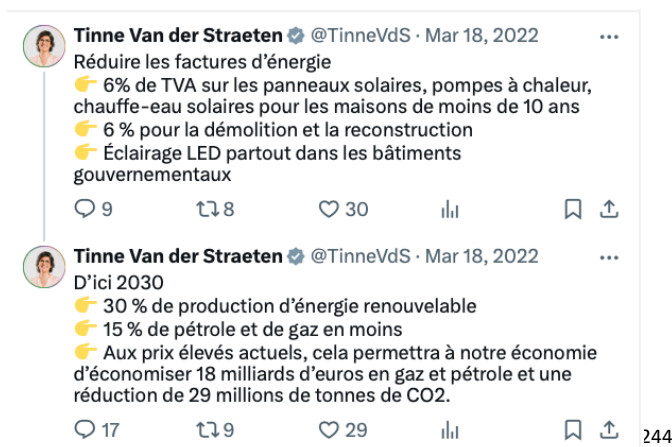 Tinne Van der Straeten @TinneVdS · Mar 18, 2022
Réduire les factures d’énergie
👉 6% de TVA sur les panneaux solaires, pompes à chaleur,
chauffe-eau solaires pour les maisons de moins de 10 ans
👉 6 % pour la démolition et la reconstruction
👉 Éclairage LED partout dans les bâtiments
gouvernementaux
9 8 30
Tinne Van der Straeten @TinneVdS · Mar 18, 2022
D’ici 2030
👉 30 % de production d’énergie renouvelable
👉 15 % de pétrole et de gaz en moins
👉 Aux prix élevés actuels, cela permettra à notre économie
d’économiser 18 milliards d’euros en gaz et pétrole et une
réduction de 29 millions de tonnes de CO2.
17 9 29
244